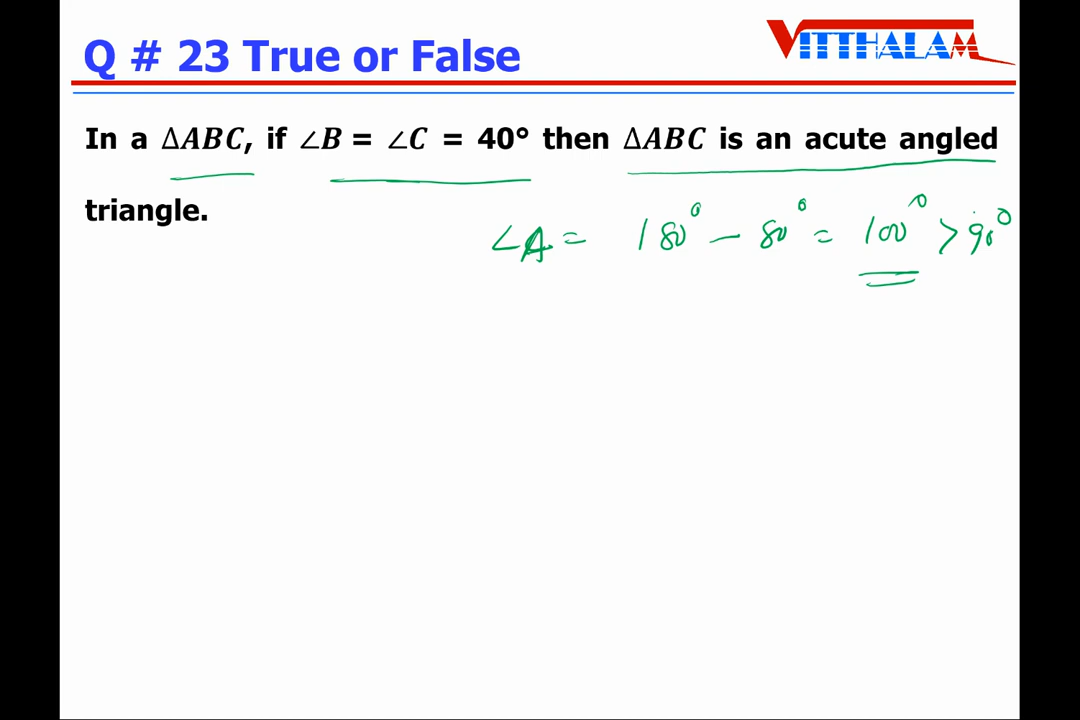 Q # 23 True or False
VITTHALAM
In a ΔABC, if ∠B = ∠C = 40° then ΔABC is an acute angled
triangle.
∠A = 180° – 80° = 100° > 90°